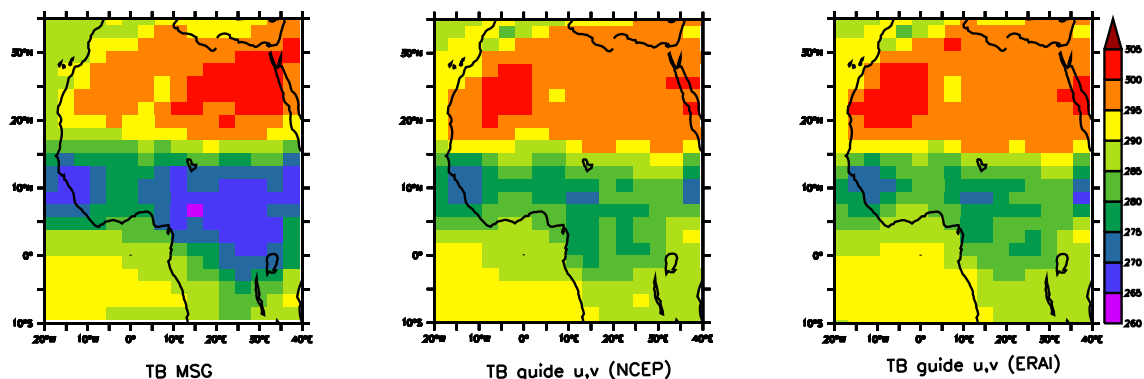 30°N
20°N
10°N
0°
10°S
20°W 10°W 0° 10°E 20°E 30°E 40°E
TB MSG
30°N
20°N
10°N
0°
10°S
20°W 10°W 0° 10°E 20°E 30°E 40°E
TB guide u,v (NCEP)
30°N
20°N
10°N
0°
10°S
20°W 10°W 0° 10°E 20°E 30°E 40°E
TB guide u,v (ERAI)
305
300
295
290
285
280
275
270
265
260